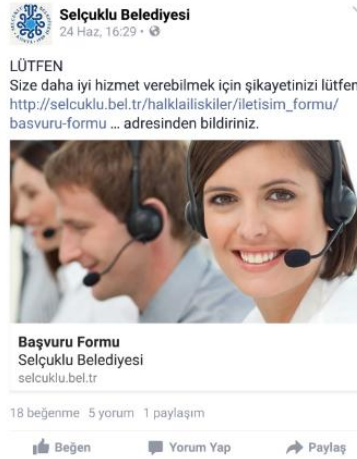 Selçuklu Belediyesi
24 Haz, 16:29 ·
LÜTFEN
Size daha iyi hizmet verebilmek için şikayetinizi lütfen
http://selcuklu.bel.tr/halklailiskiler/iletisim_formu/
basvuru-formu ... adresinden bildiriniz.
Başvuru Formu
Selçuklu Belediyesi
selcuklu.bel.tr
18 beğenme 5 yorum 1 paylaşım
Beğen Yorum Yap Paylaş